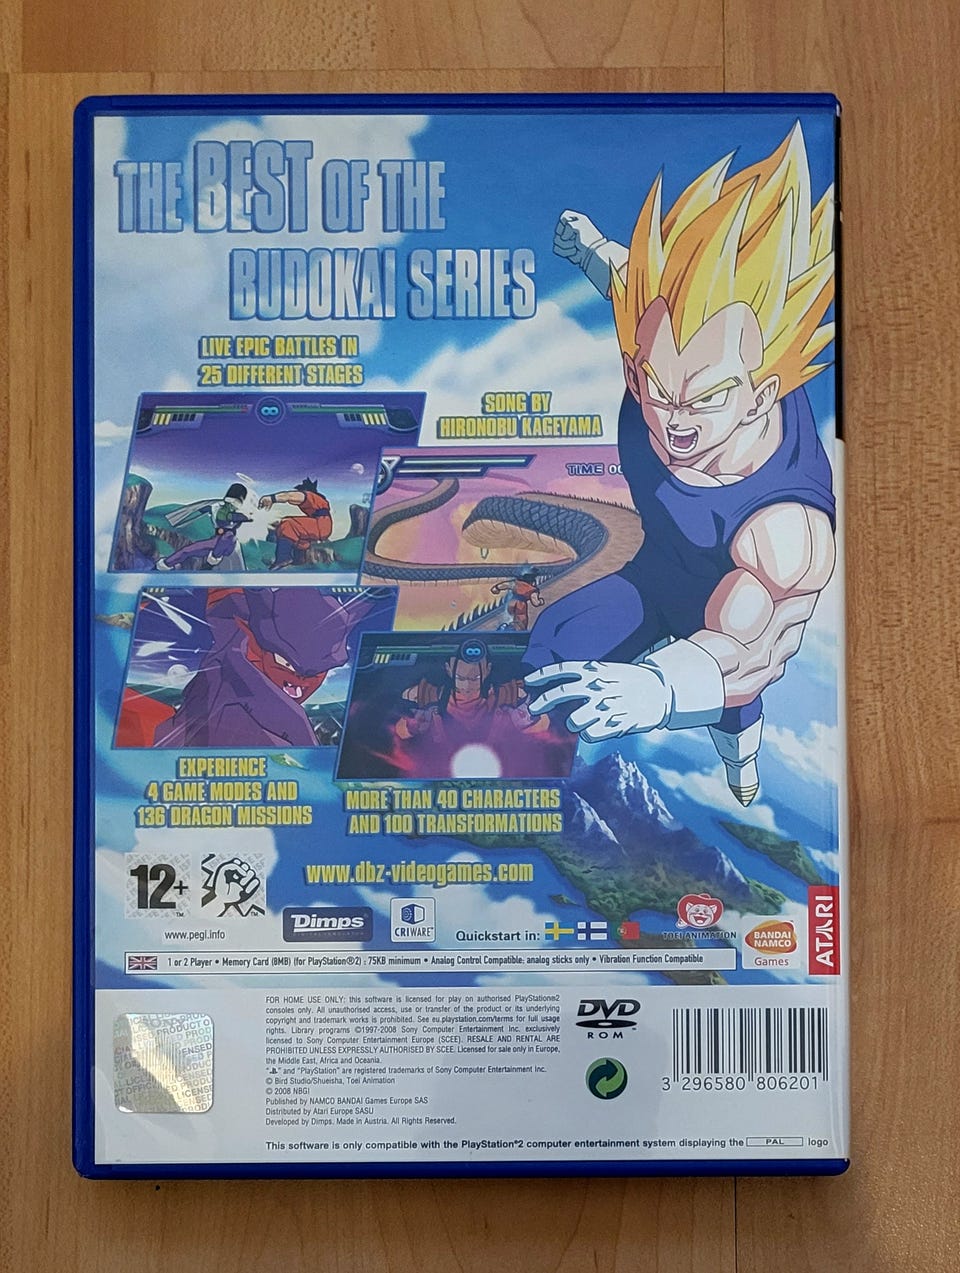 THE BEST OF THE
BUDOKAI SERIES
LIVE EPIC BATTLES IN
25 DIFFERENT STAGES
SONG BY
HIRONOBU KAGEYAMA
TIME 00
EXPERIENCE
4 GAME MODES AND
136 DRAGON MISSIONS
MORE THAN 40 CHARACTERS
AND 100 TRANSFORMATIONS
www.dbz-videogames.com
12+
www.pegi.info
Dimps
CRIWARE
Quickstart in:
TOEI ANIMATION
BANDAI
NAMCO
Games
ATARI
1 or 2 Player • Memory Card (8MB) (for PlayStation®2) : 75KB minimum • Analog Control Compatible: analog sticks only • Vibration Function Compatible
FOR HOME USE ONLY: this software is licensed for play on authorised PlayStation®2
consoles only. All unauthorised access, use or transfer of the product or its underlying
copyright and trademark works is prohibited. See eu.playstation.com/terms for full usage
rights. Library programs ©1997-2008 Sony Computer Entertainment Inc. exclusively
licensed to Sony Computer Entertainment Europe (SCEE). RESALE AND RENTAL ARE
PROHIBITED UNLESS EXPRESSLY AUTHORISED BY SCEE. Licensed for sale only in Europe,
the Middle East, Africa and Oceania.
" " and "PlayStation" are registered trademarks of Sony Computer Entertainment Inc.
© Bird Studio/Shueisha, Toei Animation
© 2008 NBGI
Published by NAMCO BANDAI Games Europe SAS
Distributed by Atari Europe SASU
Developed by Dimps. Made in Austria. All Rights Reserved.
DVD
ROM
3 296580 806201
This software is only compatible with the PlayStation®2 computer entertainment system displaying the PAL logo